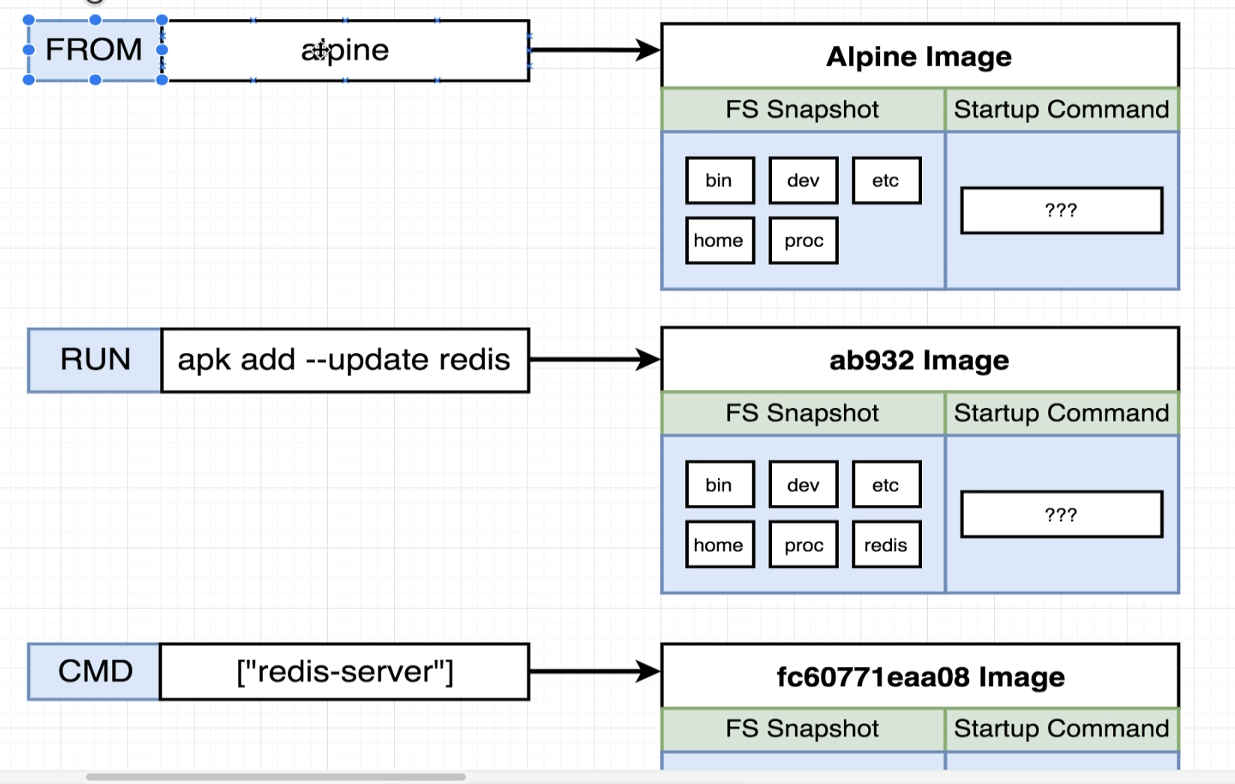 FROM alpine
Alpine Image
FS Snapshot Startup Command
bin dev etc
???
home proc
RUN apk add --update redis
ab932 Image
FS Snapshot Startup Command
bin dev etc
???
home proc redis
CMD ["redis-server"]
fc60771eaa08 Image
FS Snapshot Startup Command